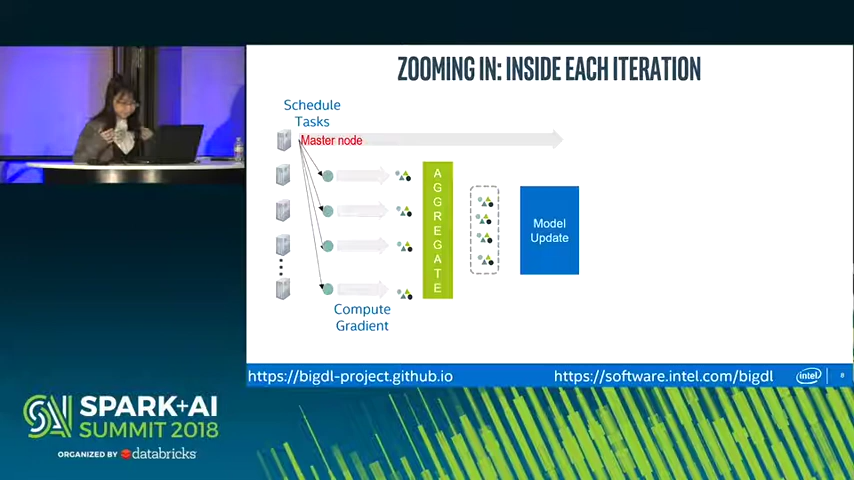 ZOOMING IN: INSIDE EACH ITERATION
Schedule
Tasks
Master node
AGGREGATE
Model
Update
Compute
Gradient
https://bigdl-project.github.io
https://software.intel.com/bigdl
intel
8
SPARK+AI
SUMMIT 2018
ORGANIZED BY databricks